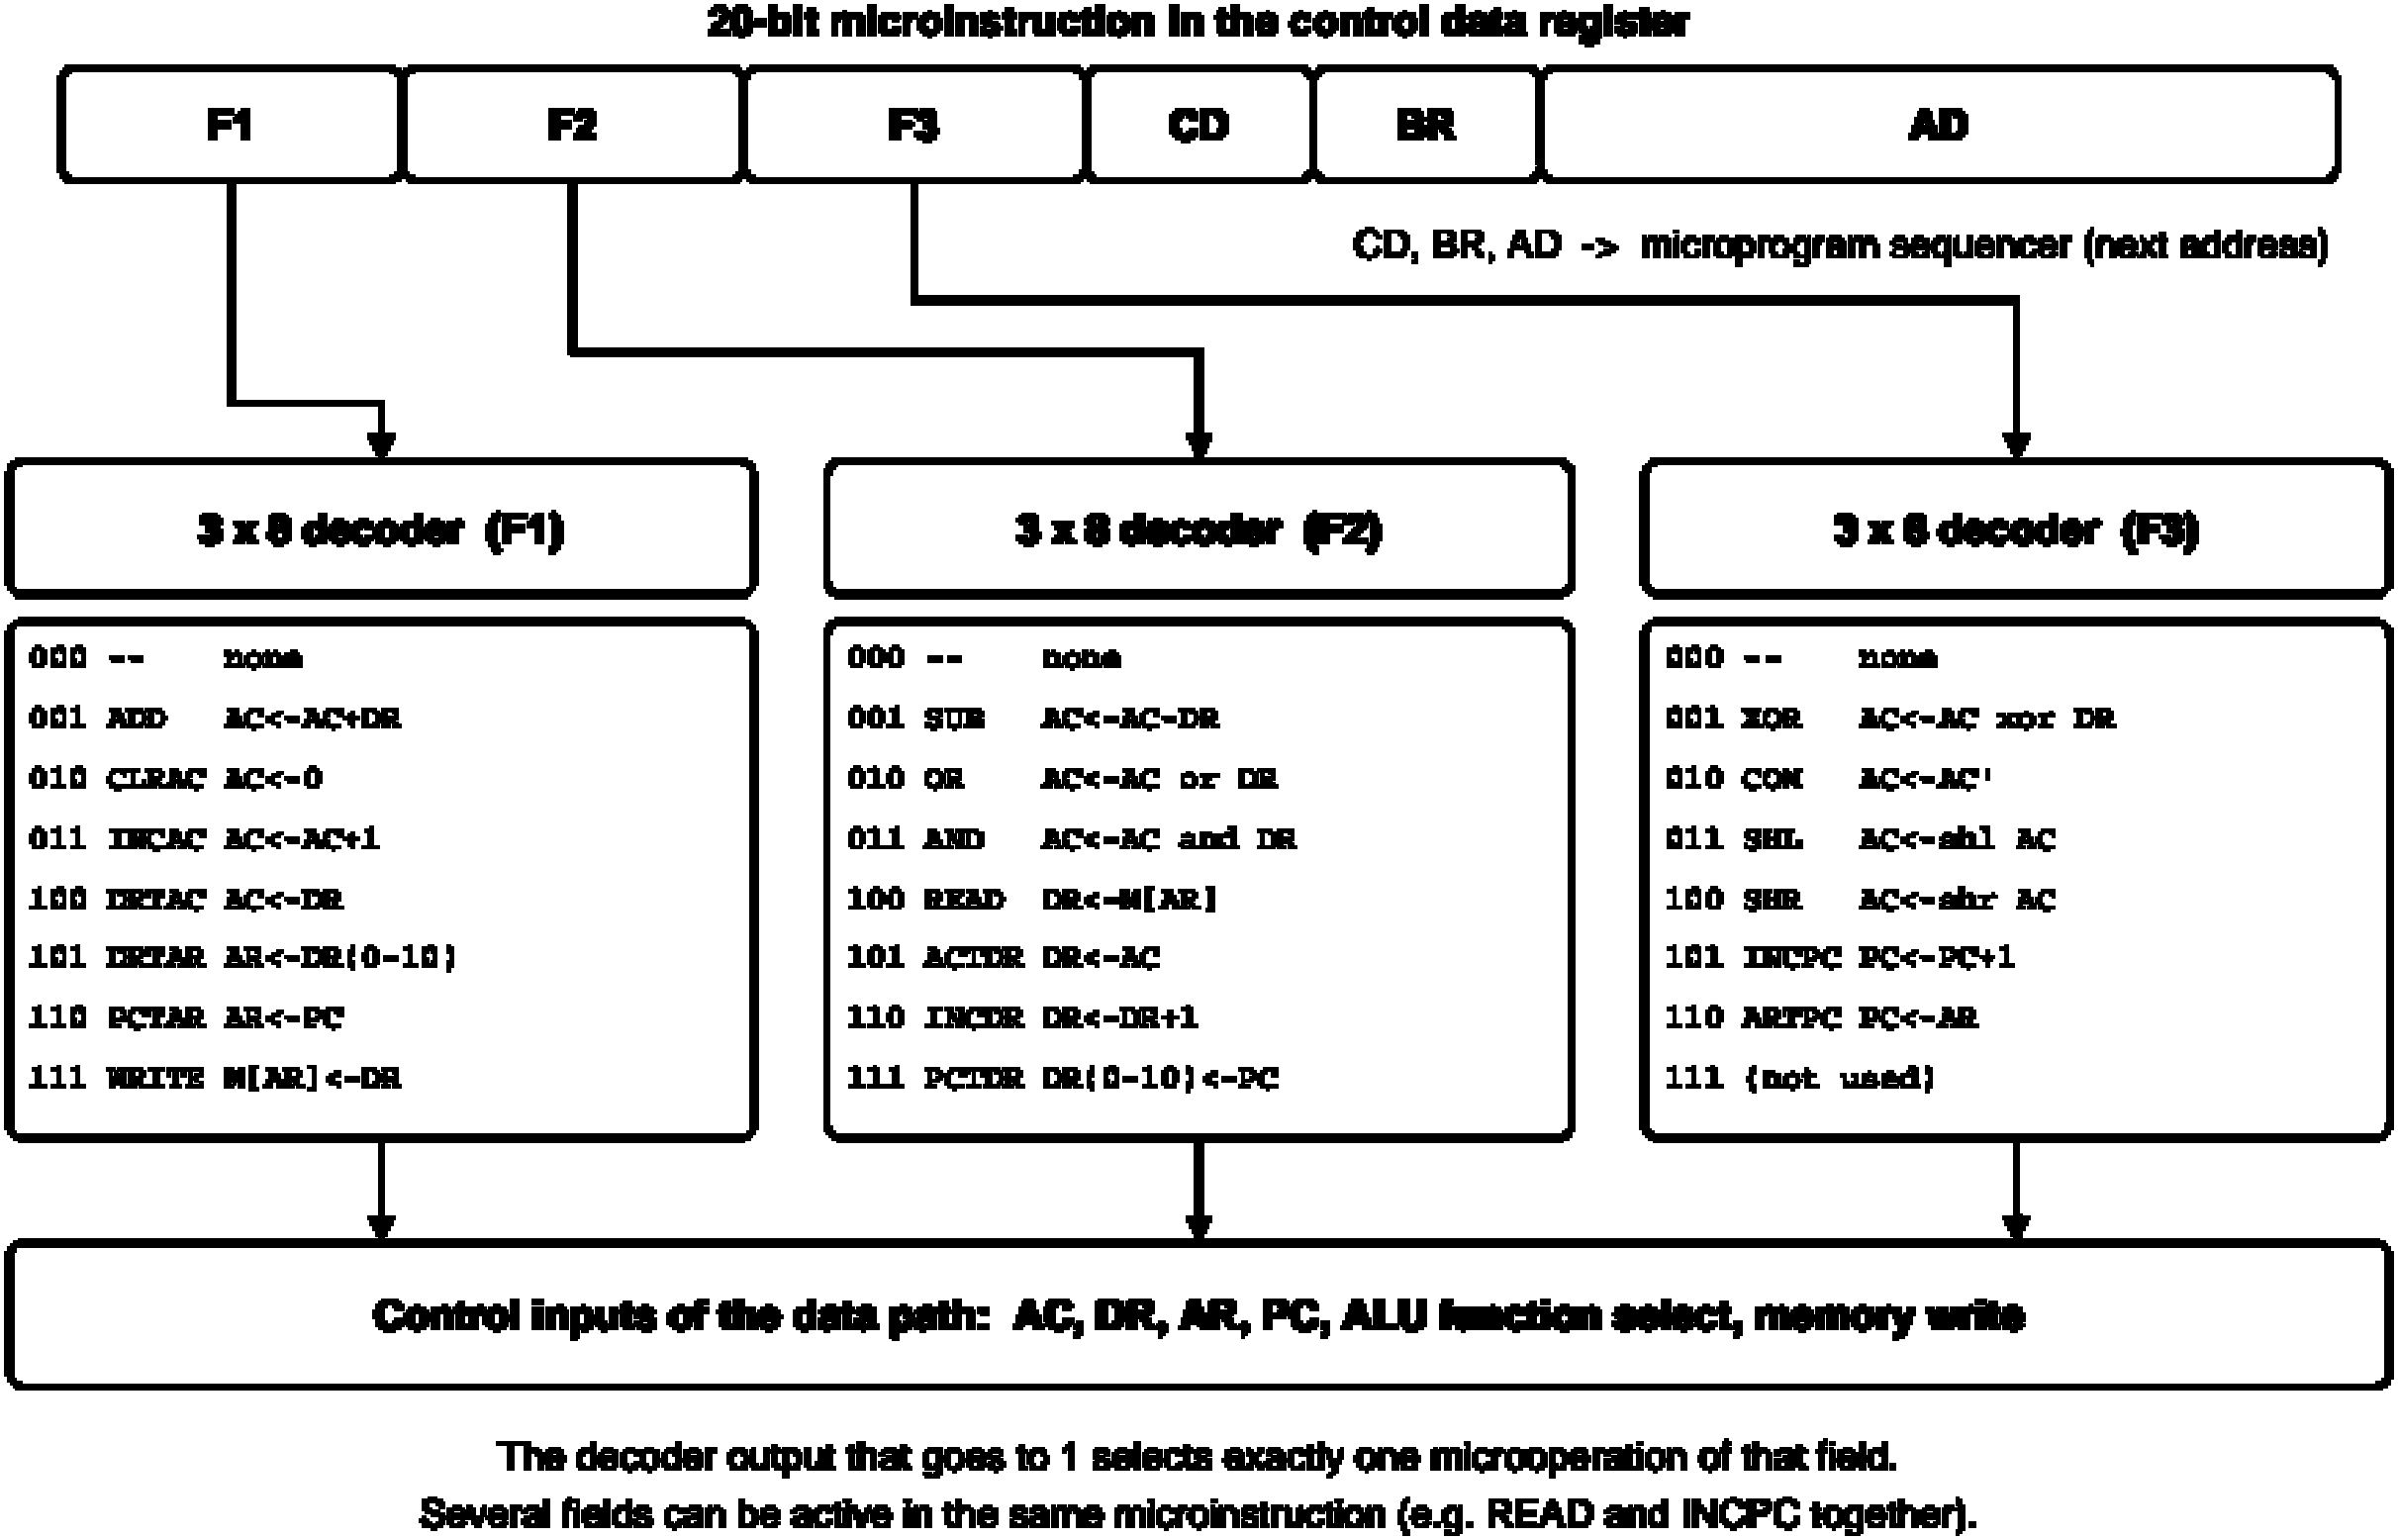 20-bit microinstruction in the control data register
F1
F2
F3
CD
BR
AD
CD, BR, AD -> microprogram sequencer (next address)
3 x 8 decoder (F1)
000 -- none
001 ADD AC<-AC+DR
010 CLRAC AC<-0
011 INCAC AC<-AC+1
100 DRTAC AC<-DR
101 DRTAR AR<-DR(0-10)
110 PCTAR AR<-PC
111 WRITE M[AR]<-DR
3 x 8 decoder (F2)
000 -- none
001 SUB AC<-AC-DR
010 OR AC<-AC or DR
011 AND AC<-AC and DR
100 READ DR<-M[AR]
101 ACTDR DR<-AC
110 INCDR DR<-DR+1
111 PCTDR DR(0-10)<-PC
3 x 8 decoder (F3)
000 -- none
001 XOR AC<-AC xor DR
010 COM AC<-AC'
011 SHL AC<-shl AC
100 SHR AC<-shr AC
101 INCPC PC<-PC+1
110 ARTPC PC<-AR
111 (not used)
Control inputs of the data path: AC, DR, AR, PC, ALU function select, memory write
The decoder output that goes to 1 selects exactly one microoperation of that field.
Several fields can be active in the same microinstruction (e.g. READ and INCPC together).